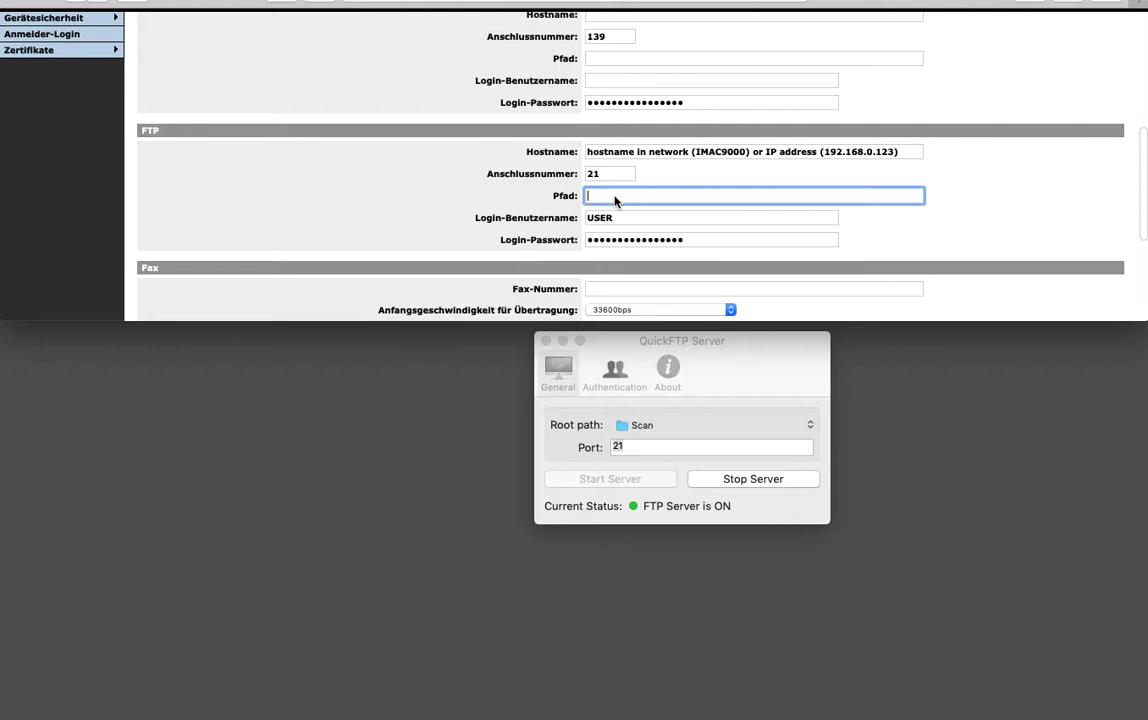 Gerätesicherheit
Anmelder-Login
Zertifikate
Hostname:
Anschlussnummer: 139
Pfad:
Login-Benutzername:
Login-Passwort: ••••••••••••••••
FTP
Hostname: hostname in network (IMAC9000) or IP address (192.168.0.123)
Anschlussnummer: 21
Pfad:
Login-Benutzername: USER
Login-Passwort: ••••••••••••••••
Fax
Fax-Nummer:
Anfangsgeschwindigkeit für Übertragung: 33600bps
QuickFTP Server
General Authentication About
Root path: Scan
Port: 21
Start Server Stop Server
Current Status: FTP Server is ON